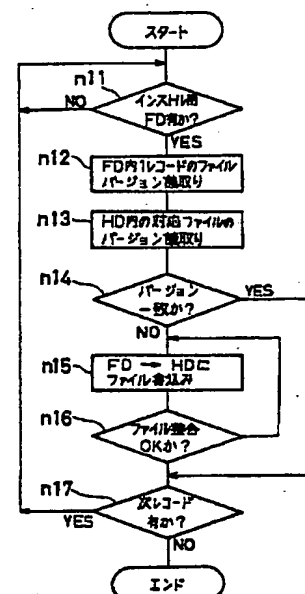 スタート
n11
インストール用
NO
FD有か?
YES
n12
FD内1レコードのファイル
バージョン読取り
n13
HD内の対応ファイルの
バージョン読取り
n14
バージョン
YES
一致か?
NO
n15
FD → HDに
ファイル書込み
n16
ファイル整合
OKか?
n17
次レコード
有か?
YES
NO
エンド